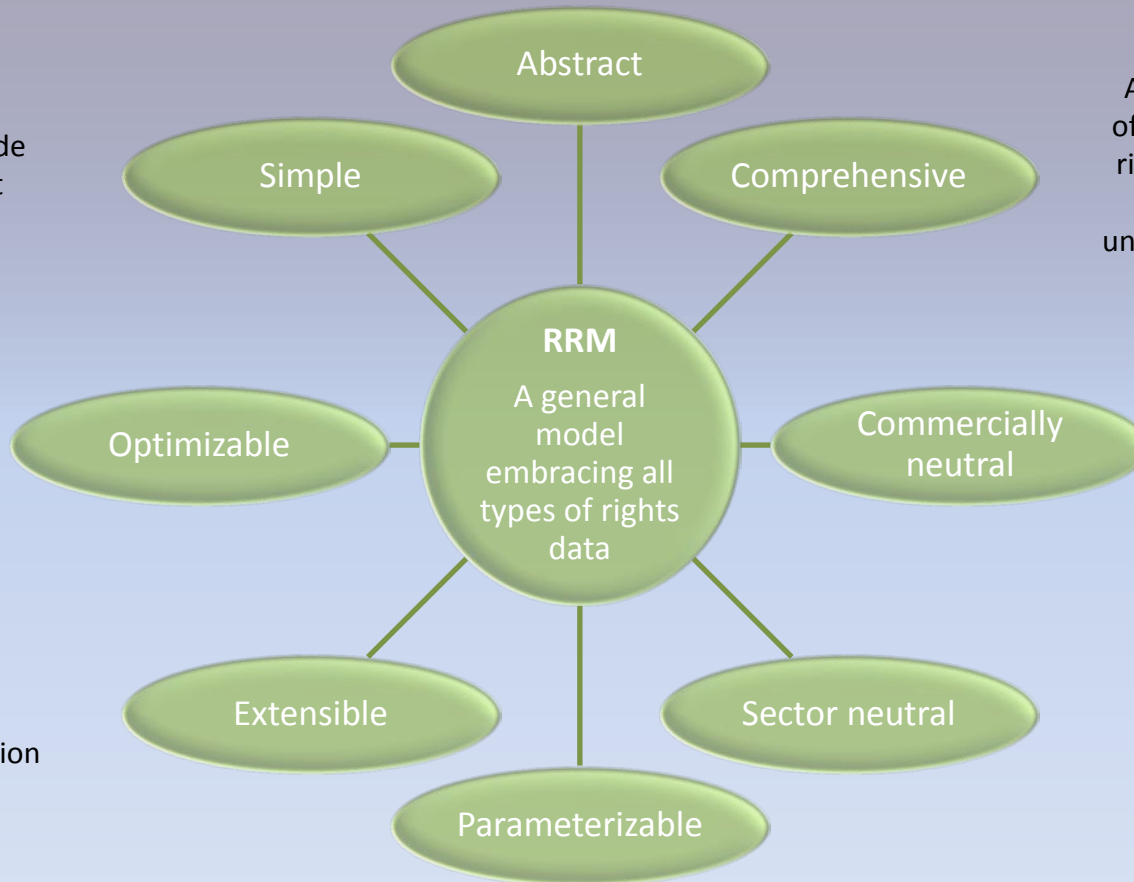 Abstract
Simple
Comprehensive
RRM
A general
model
embracing all
types of rights
data
Optimizable
Commercially
neutral
Extensible
Sector neutral
Parameterizable
of